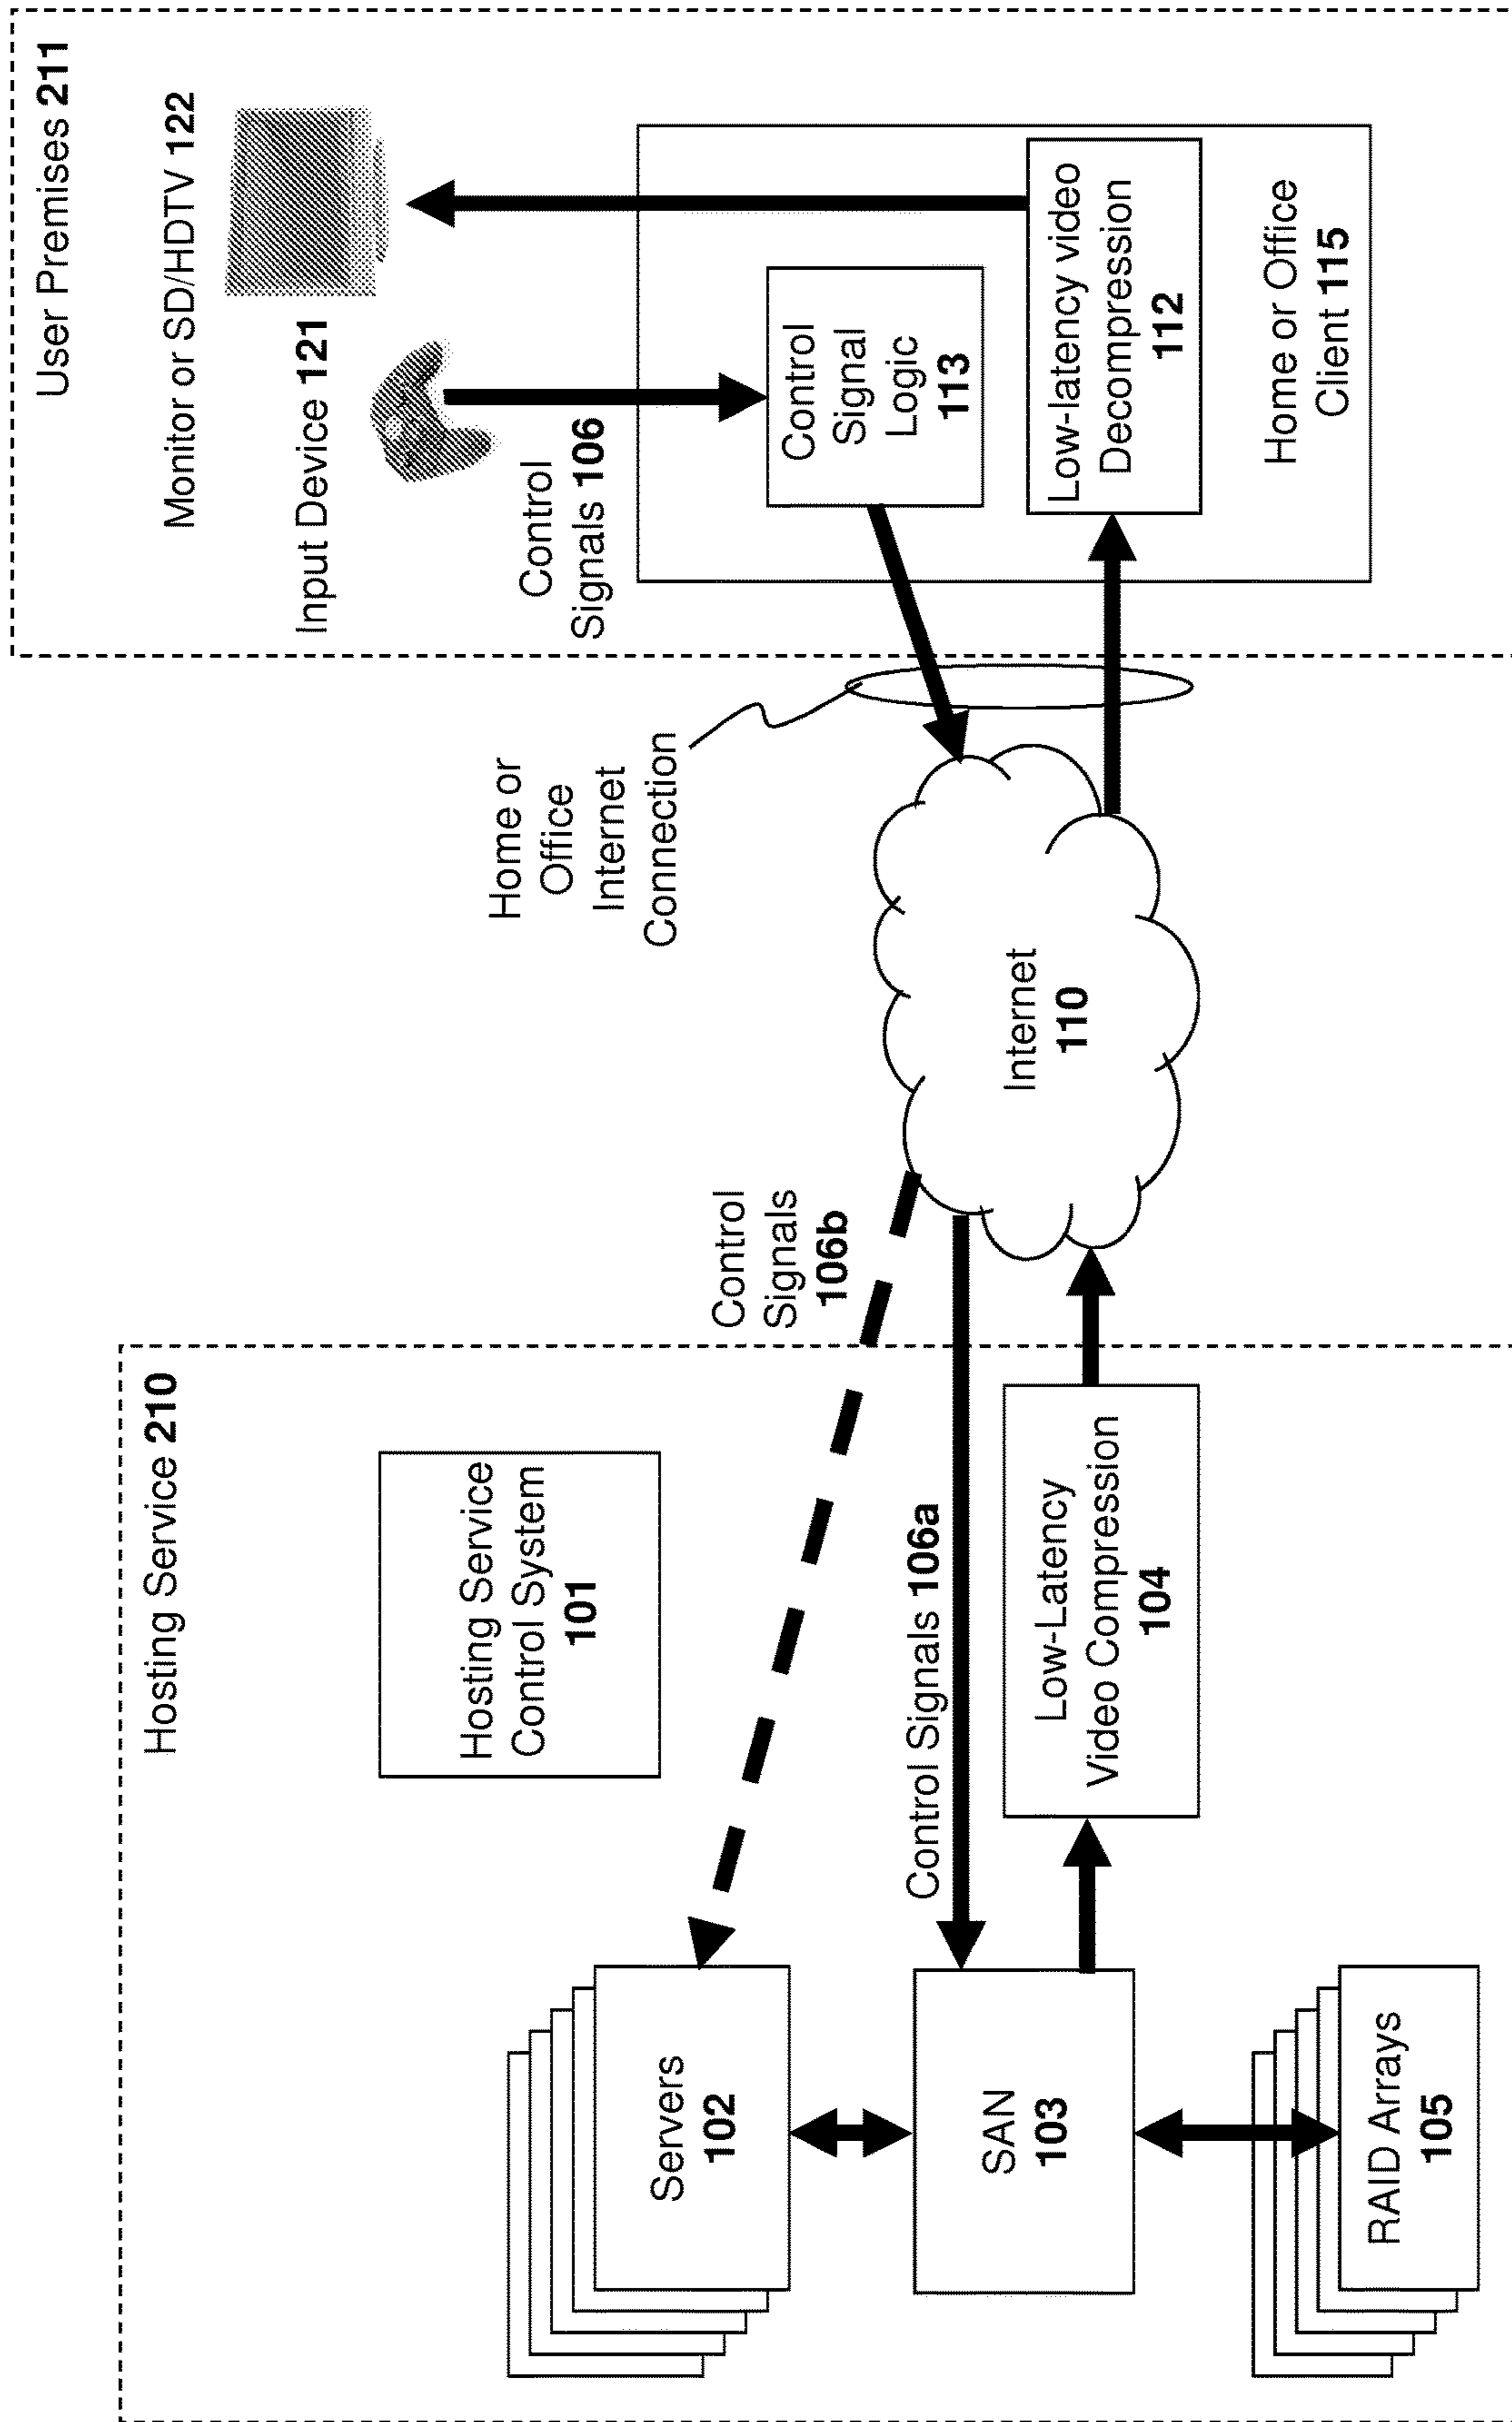 Hosting Service 210
Hosting Service
Control System
101
Servers
102
SAN
103
RAID Arrays
105
Control Signals 106a
Low-Latency
Video Compression
104
Control
Signals
106b
Internet
110
Home or
Office
Internet
Connection
User Premises 211
Monitor or SD/HDTV 122
Input Device 121
Control
Signals 106
Control
Signal
Logic
113
Low-latency video
Decompression
112
Home or Office
Client 115